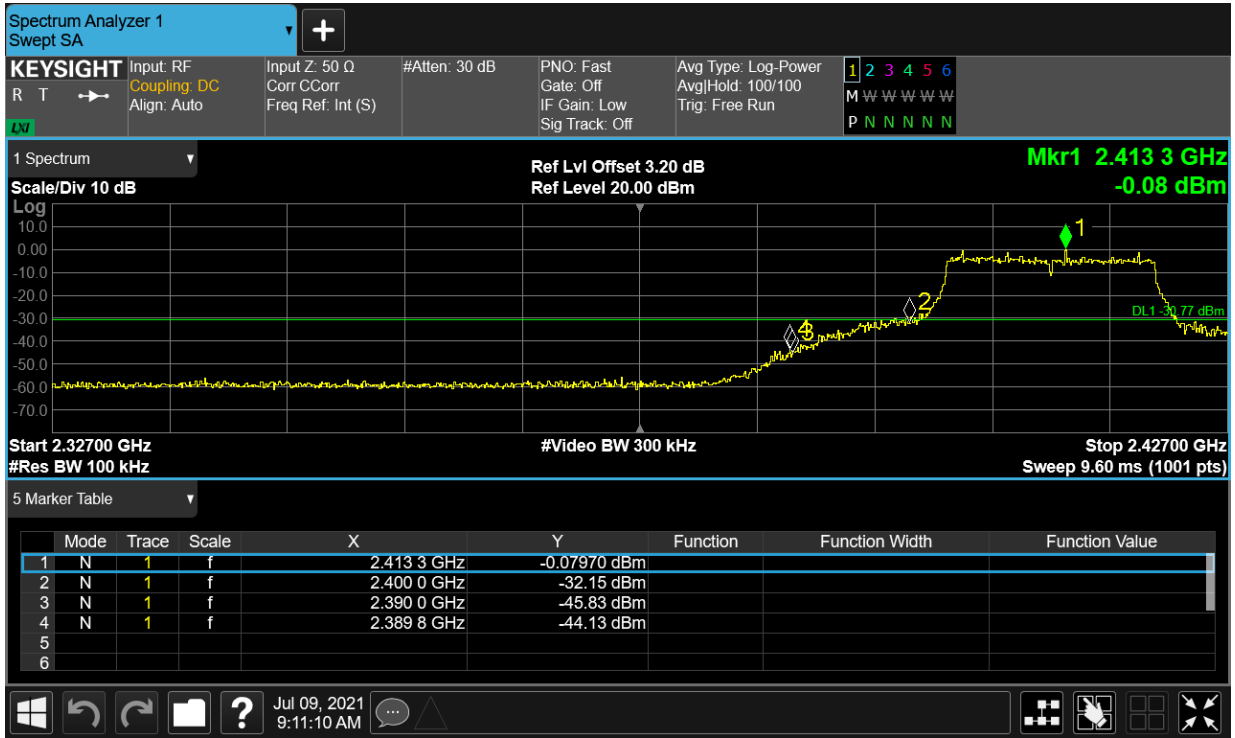 Spectrum Analyzer 1
Swept SA
KEYSIGHT
R T
LXI
Input: RF
Coupling: DC
Align: Auto
Input Z: 50 Ω
Corr CCorr
Freq Ref: Int (S)
#Atten: 30 dB
PNO: Fast
Gate: Off
IF Gain: Low
Sig Track: Off
Avg Type: Log-Power
Avg|Hold: 100/100
Trig: Free Run
1 2 3 4 5 6
M W W W W W
P N N N N N
1 Spectrum
Scale/Div 10 dB
Ref Lvl Offset 3.20 dB
Ref Level 20.00 dBm
Mkr1 2.413 3 GHz
-0.08 dBm
Log
10.0
0.00
-10.0
-20.0
-30.0
-40.0
-50.0
-60.0
-70.0
1
2
DL1 -30.77 dBm
Start 2.32700 GHz
#Res BW 100 kHz
#Video BW 300 kHz
Stop 2.42700 GHz
Sweep 9.60 ms (1001 pts)
5 Marker Table
Mode Trace Scale X Y Function Function Width Function Value
1 N 1 f 2.413 3 GHz -0.07970 dBm
2 N 1 f 2.400 0 GHz -32.15 dBm
3 N 1 f 2.390 0 GHz -45.83 dBm
4 N 1 f 2.389 8 GHz -44.13 dBm
5
6
?
Jul 09, 2021
9:11:10 AM